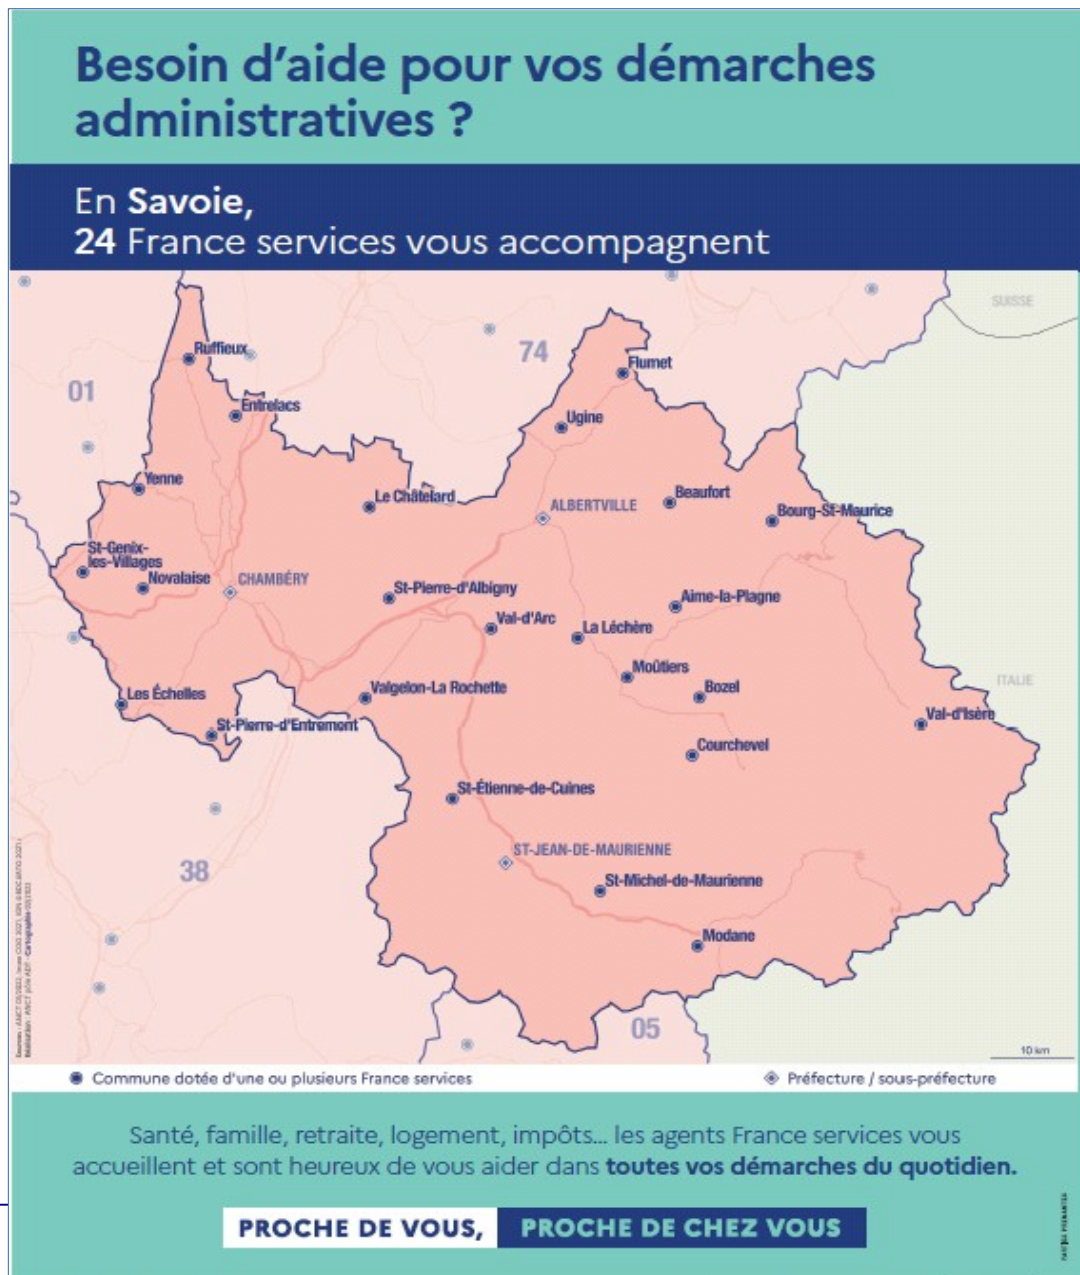 Besoin d'aide pour vos démarches
administratives ?
En Savoie,
24 France services vous accompagnent
SUISSE
74
Ruffieux
Flumet
01
Entrelacs
Ugine
Yenne
Le Châtelard
Beaufort
ALBERTVILLE
Bourg-St-Maurice
St-Genix-
les-Villages
Novalaise
CHAMBÉRY
St-Pierre-d'Albigny
Aime-la-Plagne
Val-d'Arc
La Léchère
Moûtiers
ITALIE
Les Échelles
Valgelon-La Rochette
Bozel
Val-d'Isère
St-Pierre-d'Entremont
Courchevel
St-Étienne-de-Cuines
ST-JEAN-DE-MAURIENNE
38
St-Michel-de-Maurienne
Modane
05
10 km
Commune dotée d'une ou plusieurs France services
Préfecture / sous-préfecture
Santé, famille, retraite, logement, impôts... les agents France services vous
accueillent et sont heureux de vous aider dans toutes vos démarches du quotidien.
PROCHE DE VOUS, PROCHE DE CHEZ VOUS